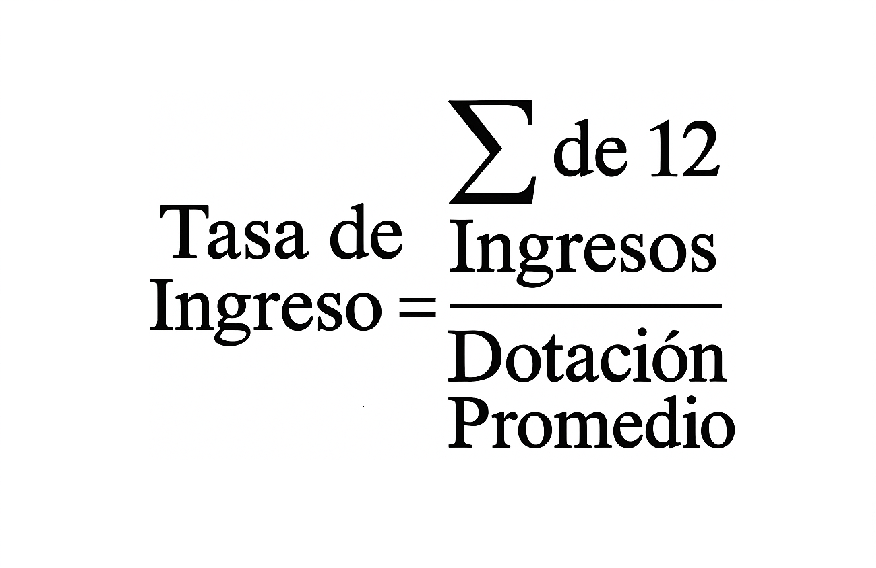 Tasa de
Ingreso =
∑ de 12
Ingresos
Dotación
Promedio